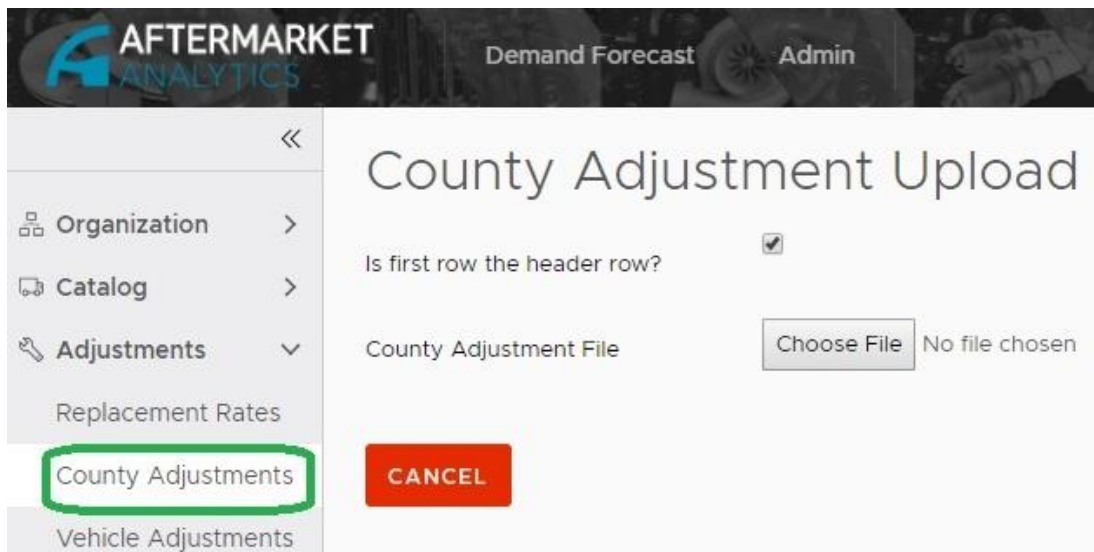 AFTERMARKET
ANALYTICS
Demand Forecast
Admin
«
Organization >
Catalog >
Adjustments
Replacement Rates
County Adjustments
Vehicle Adjustments
County Adjustment Upload
Is first row the header row?
County Adjustment File
Choose File No file chosen
CANCEL